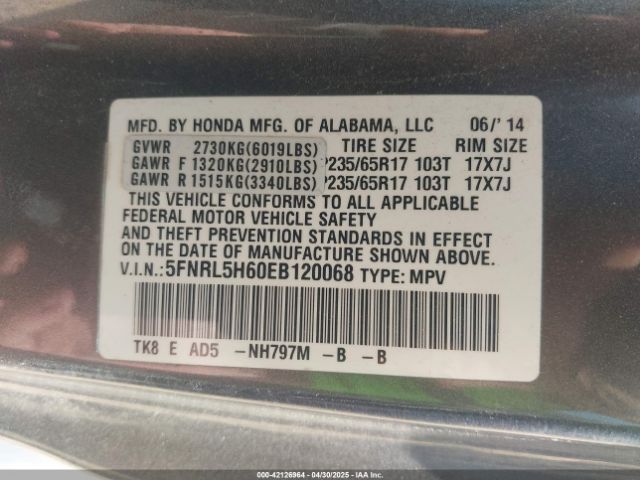 MFD. BY HONDA MFG. OF ALABAMA, LLC 06/'14
GVWR 2730KG(6019LBS) TIRE SIZE RIM SIZE
GAWR F 1320KG(2910LBS) P235/65R17 103T 17X7J
GAWR R 1515KG(3340LBS) P235/65R17 103T 17X7J
THIS VEHICLE CONFORMS TO ALL APPLICABLE
FEDERAL MOTOR VEHICLE SAFETY
AND THEFT PREVENTION STANDARDS IN EFFECT
ON THE DATE OF MANUFACTURE SHOWN ABOVE.
V.I.N.:5FNRL5H60EB120068 TYPE: MPV
TK8 E AD5 -NH797M -B -B
000-42126964 - 04/30/2025 - IAA, Inc.